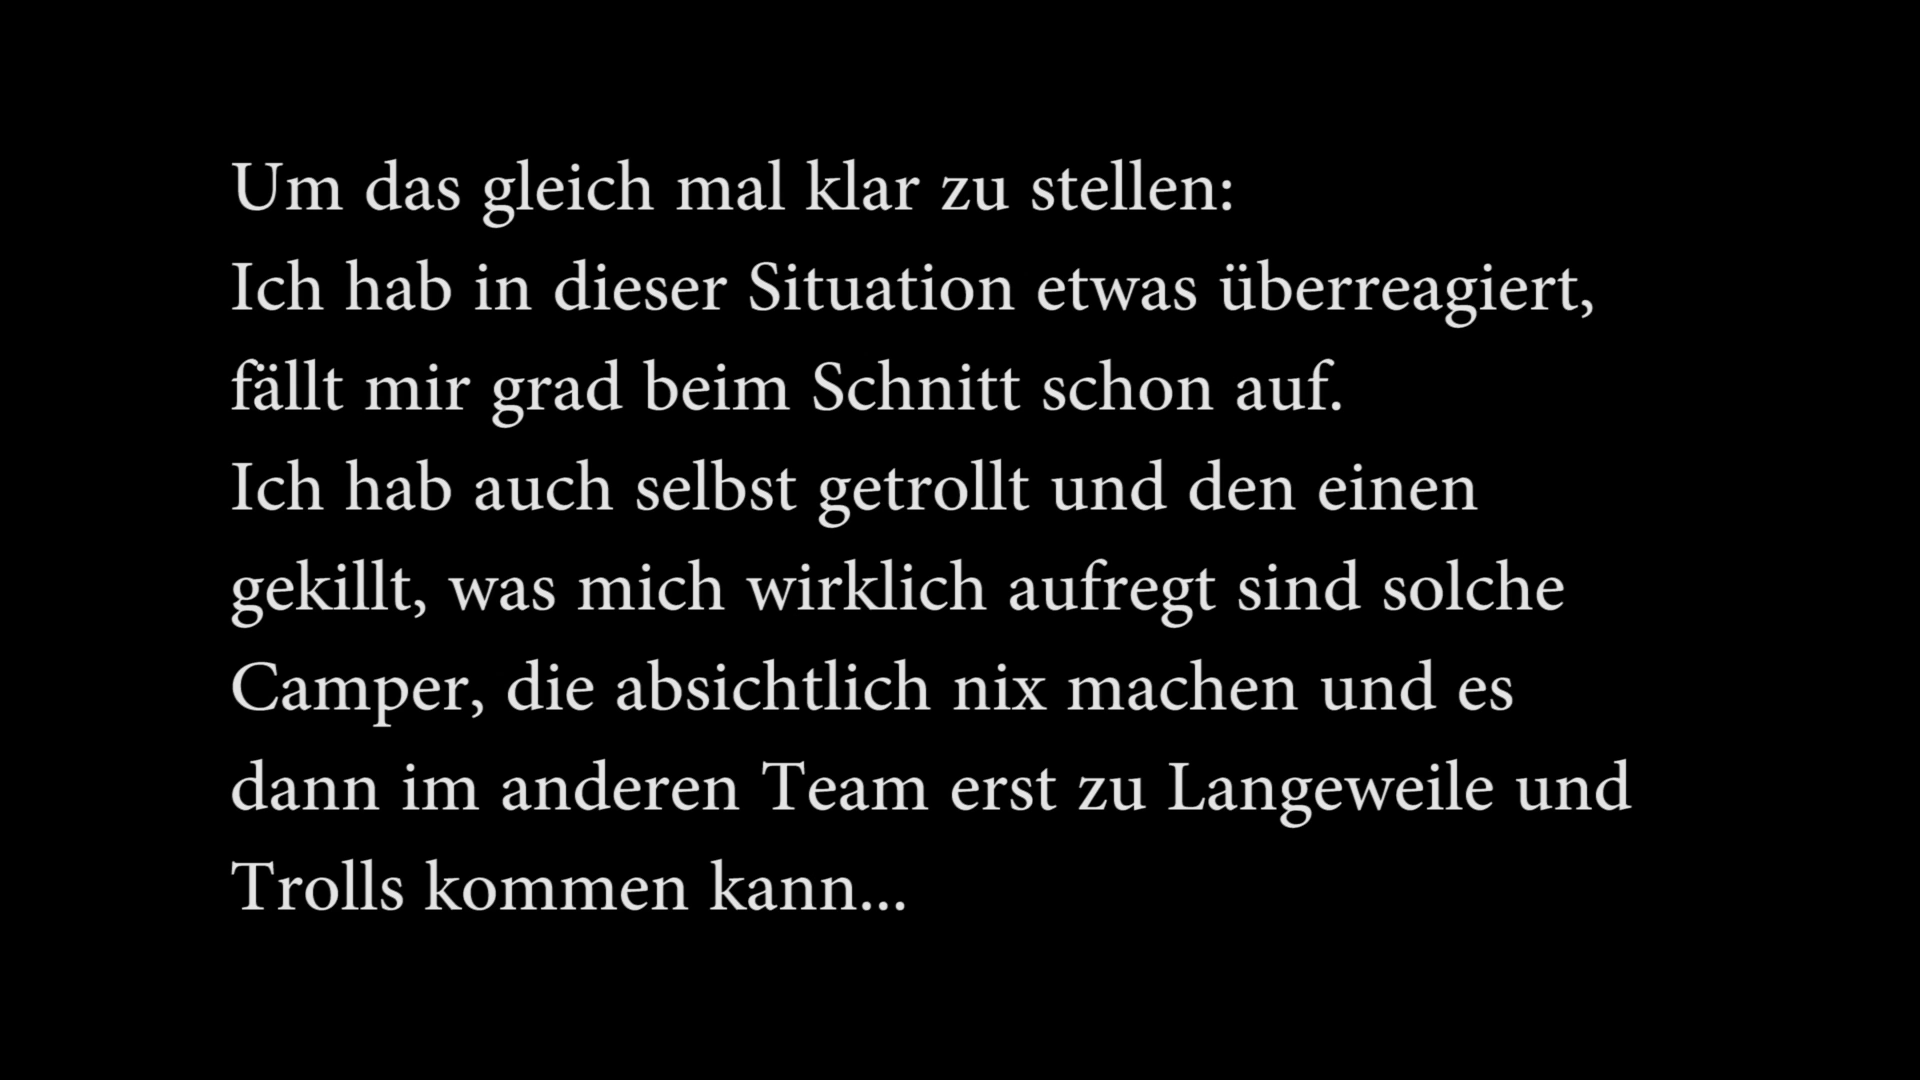 Um das gleich mal klar zu stellen:
Ich hab in dieser Situation etwas überreagiert,
fällt mir grad beim Schnitt schon auf.
Ich hab auch selbst getrollt und den einen
gekillt, was mich wirklich aufregt sind solche
Camper, die absichtlich nix machen und es
dann im anderen Team erst zu Langeweile und
Trolls kommen kann...